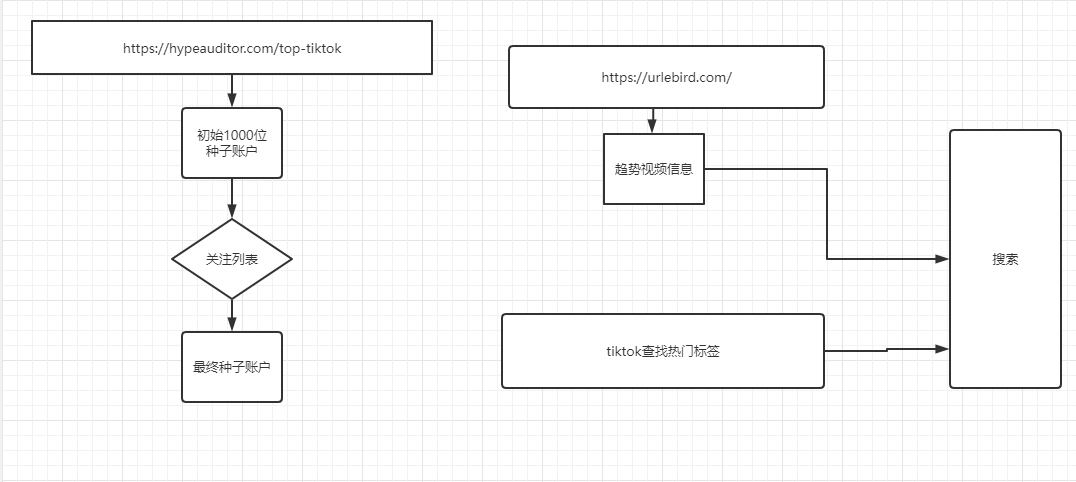 https://hypeauditor.com/top-tiktok
初始1000位
种子账户
关注列表
最终种子账户
https://urlebird.com/
趋势视频信息
tiktok查找热门标签
搜索